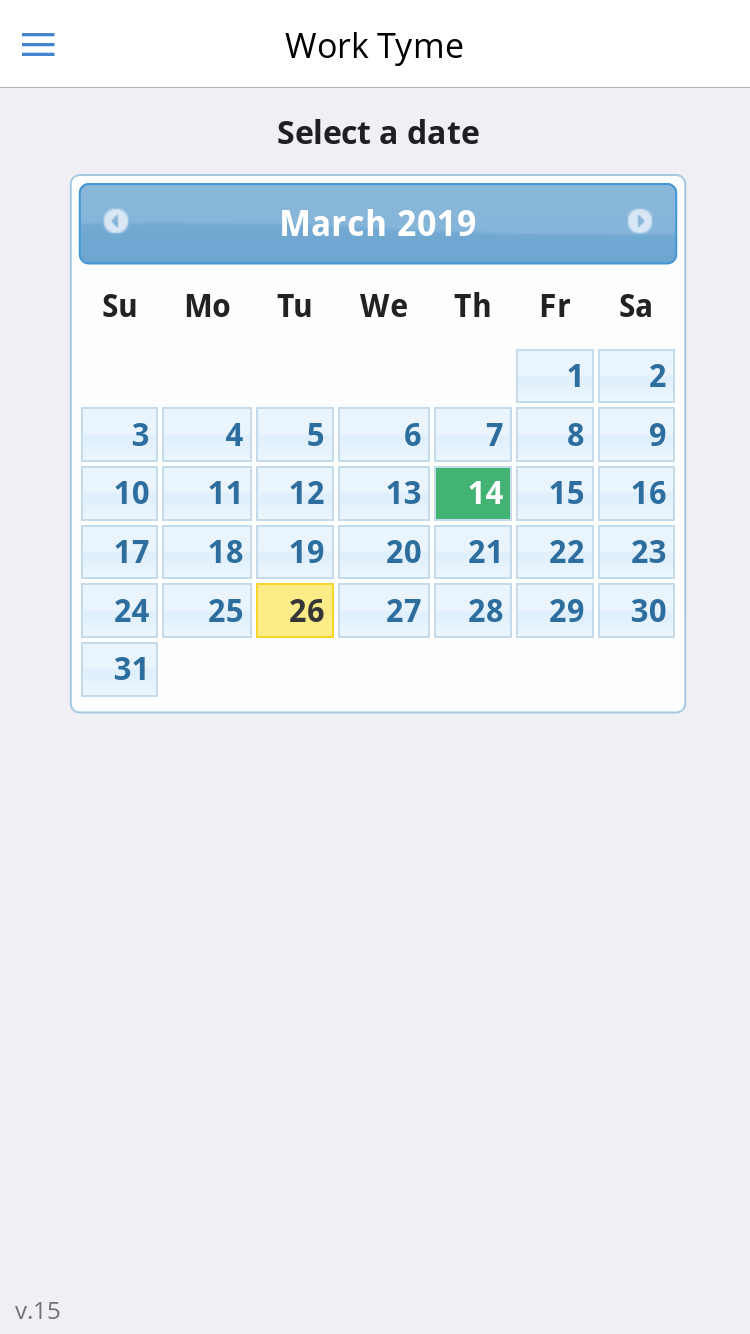 Work Tyme
Select a date
March 2019
Su Mo Tu We Th Fr Sa
1 2
3 4 5 6 7 8 9
10 11 12 13 14 15 16
17 18 19 20 21 22 23
24 25 26 27 28 29 30
31
v.15